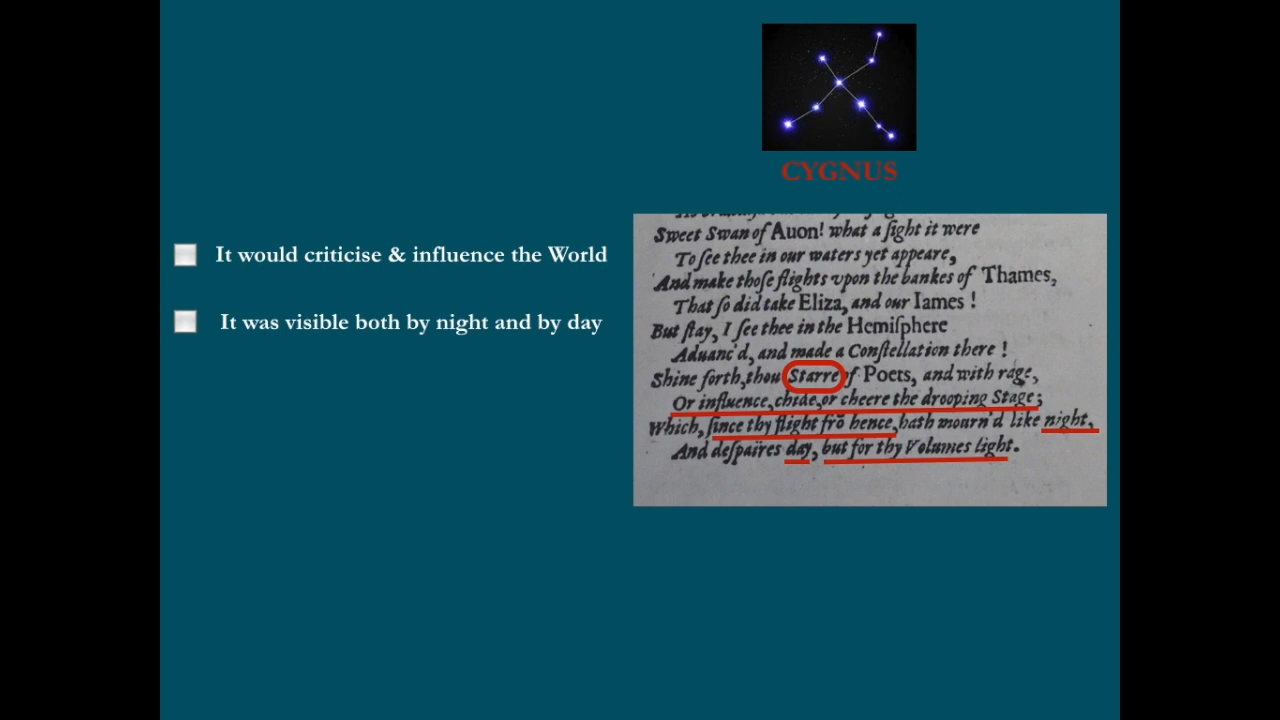 CYGNUS
It would criticise & influence the World
It was visible both by night and by day
Sweet Swan of Auon! what a ſight it were
To ſee thee in our waters yet appeare,
And make thoſe flights vpon the bankes of Thames,
That ſo did take Eliza, and our Iames !
But ſtay, I ſee thee in the Hemiſphere
Aduanc'd, and made a Conſtellation there !
Shine forth, thou Starre of Poets, and with rage,
Or influence, chide, or cheere the drooping Stage;
Which, ſince thy flight frō hence, hath mourn'd like night,
And deſpaires day, but for thy Volumes light.